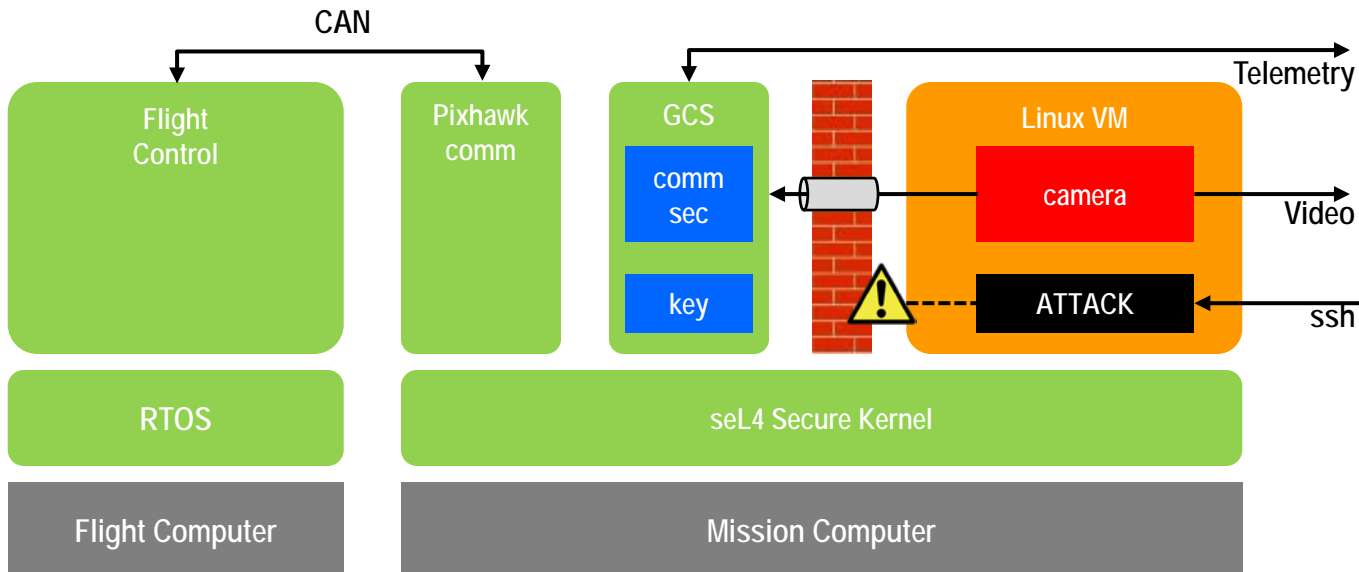 CAN
Telemetry
Flight
Control
Pixhawk
comm
GCS
Linux VM
comm
sec
camera
Video
key
ATTACK
ssh
RTOS
seL4 Secure Kernel
Flight Computer
Mission Computer